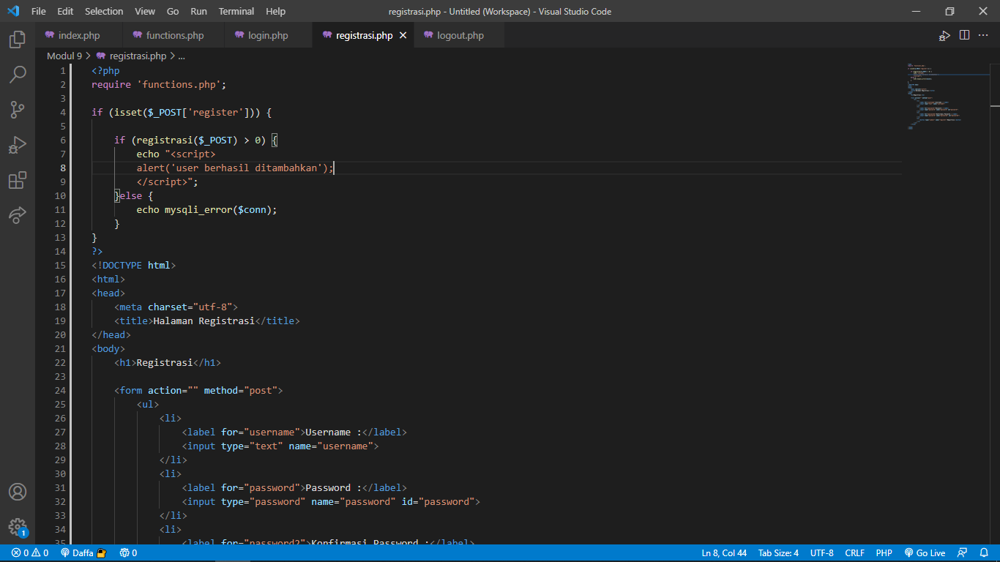 File Edit Selection View Go Run Terminal Help registrasi.php - Untitled (Workspace) - Visual Studio Code
index.php functions.php login.php registrasi.php logout.php
Modul 9 > registrasi.php > ...
1 <?php
2 require 'functions.php';
3
4 if (isset($_POST['register'])) {
5
6 if (registrasi($_POST) > 0) {
7 echo "<script>
8 alert('user berhasil ditambahkan');
9 </script>";
10 }else {
11 echo mysqli_error($conn);
12 }
13 }
14 ?>
15 <!DOCTYPE html>
16 <html>
17 <head>
18 <meta charset="utf-8">
19 <title>Halaman Registrasi</title>
20 </head>
21 <body>
22 <h1>Registrasi</h1>
23
24 <form action="" method="post">
25 <ul>
26 <li>
27 <label for="username">Username :</label>
28 <input type="text" name="username">
29 </li>
30 <li>
31 <label for="password">Password :</label>
32 <input type="password" name="password" id="password">
33 </li>
34 <li>
35 <label for="password2">Konfirmasi Password :</label>
1
0 0 Daffa 0 Ln 8, Col 44 Tab Size: 4 UTF-8 CRLF PHP Go Live